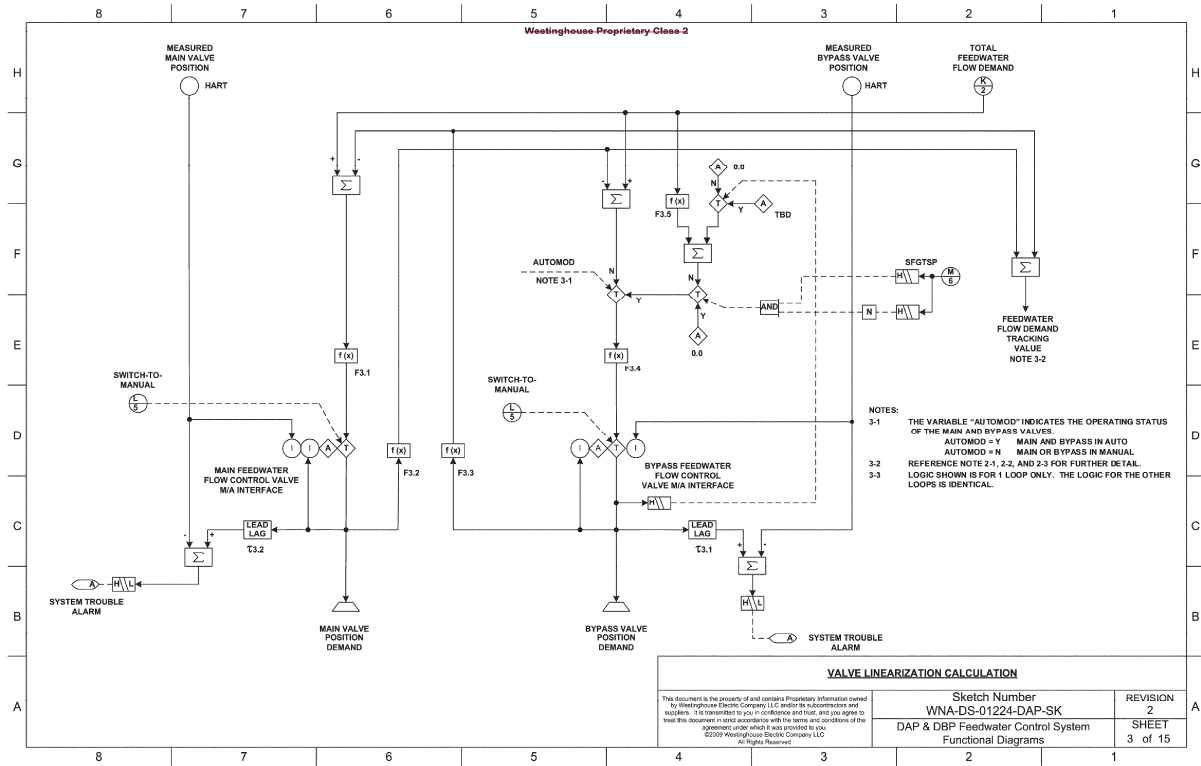 8 7 6 5 4 3 2 1
Westinghouse Proprietary Class 2
MEASURED
MAIN VALVE
POSITION
HART
MEASURED
BYPASS VALVE
POSITION
HART
TOTAL
FEEDWATER
FLOW DEMAND
K
2
H
H
G
G
+
-
Σ
-
+
Σ
f (x)
F3.5
A
0.0
N
T
Y
A
TBD
F
F
Σ
AUTOMOD
NOTE 3-1
N
T
Y
N
T
Y
A
0.0
AND
SFGTSP
H
M
6
N
H
Σ
FEEDWATER
FLOW DEMAND
TRACKING
VALUE
NOTE 3-2
E
E
f (x)
F3.1
f (x)
F3.4
SWITCH-TO-
MANUAL
L
5
SWITCH-TO-
MANUAL
L
5
D
D
I I A T
f (x)
F3.2
f (x)
F3.3
I A T I
MAIN FEEDWATER
FLOW CONTROL VALVE
M/A INTERFACE
BYPASS FEEDWATER
FLOW CONTROL
VALVE M/A INTERFACE
NOTES:
3-1 THE VARIABLE "AUTOMOD" INDICATES THE OPERATING STATUS
OF THE MAIN AND BYPASS VALVES.
AUTOMOD = Y MAIN AND BYPASS IN AUTO
AUTOMOD = N MAIN OR BYPASS IN MANUAL
3-2 REFERENCE NOTE 2-1, 2-2, AND 2-3 FOR FURTHER DETAIL.
3-3 LOGIC SHOWN IS FOR 1 LOOP ONLY. THE LOGIC FOR THE OTHER
LOOPS IS IDENTICAL.
C
C
H
-
+
Σ
LEAD
LAG
τ3.2
LEAD
LAG
τ3.1
+
-
Σ
A
H L
SYSTEM TROUBLE
ALARM
H L
A
SYSTEM TROUBLE
ALARM
B
B
MAIN VALVE
POSITION
DEMAND
BYPASS VALVE
POSITION
DEMAND
A
A
VALVE LINEARIZATION CALCULATION
This document is the property of and contains Proprietary Information owned
by Westinghouse Electric Company LLC and/or its subcontractors and
suppliers. It is transmitted to you in confidence and trust, and you agree to
treat this document in strict accordance with the terms and conditions of the
agreement under which it was provided to you.
©2009 Westinghouse Electric Company LLC
All Rights Reserved
Sketch Number
WNA-DS-01224-DAP-SK
DAP & DBP Feedwater Control System
Functional Diagrams
REVISION
2
SHEET
3 of 15
8 7 6 5 4 3 2 1